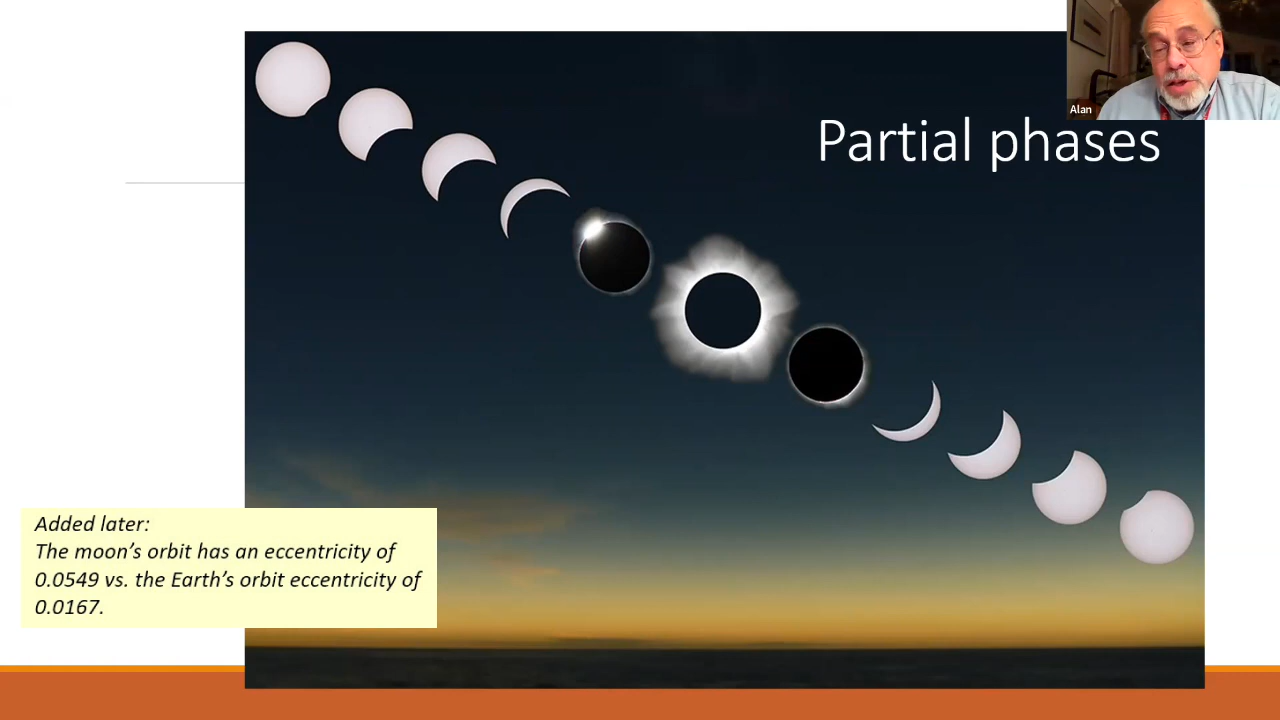 Alan
Partial phases
Added later:
The moon’s orbit has an eccentricity of
0.0549 vs. the Earth’s orbit eccentricity of
0.0167.